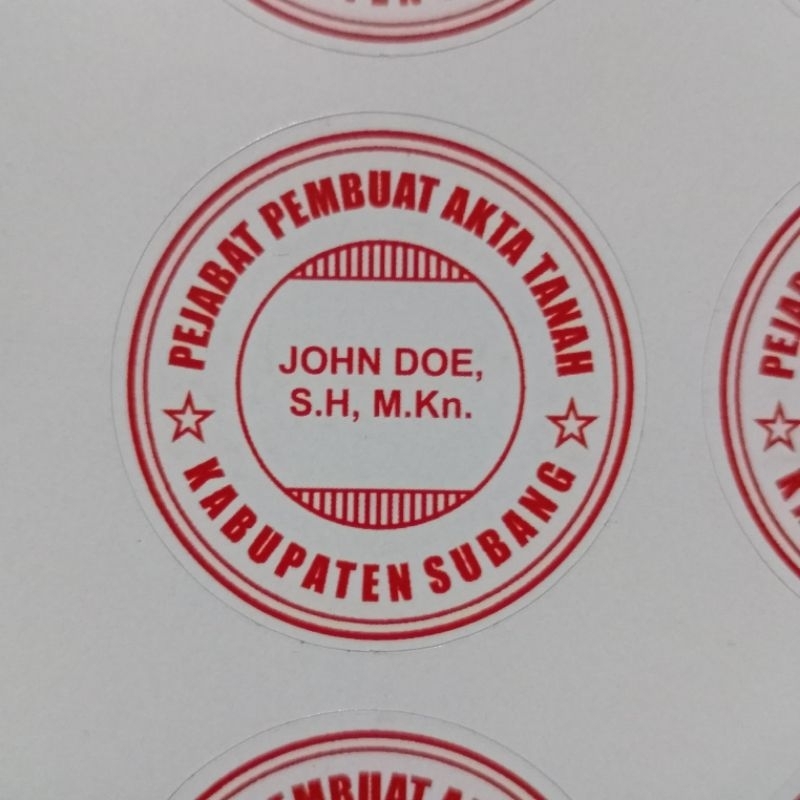 PEJABAT PEMBUAT AKTA TANAH
JOHN DOE,
S.H, M.Kn.
KABUPATEN SUBANG